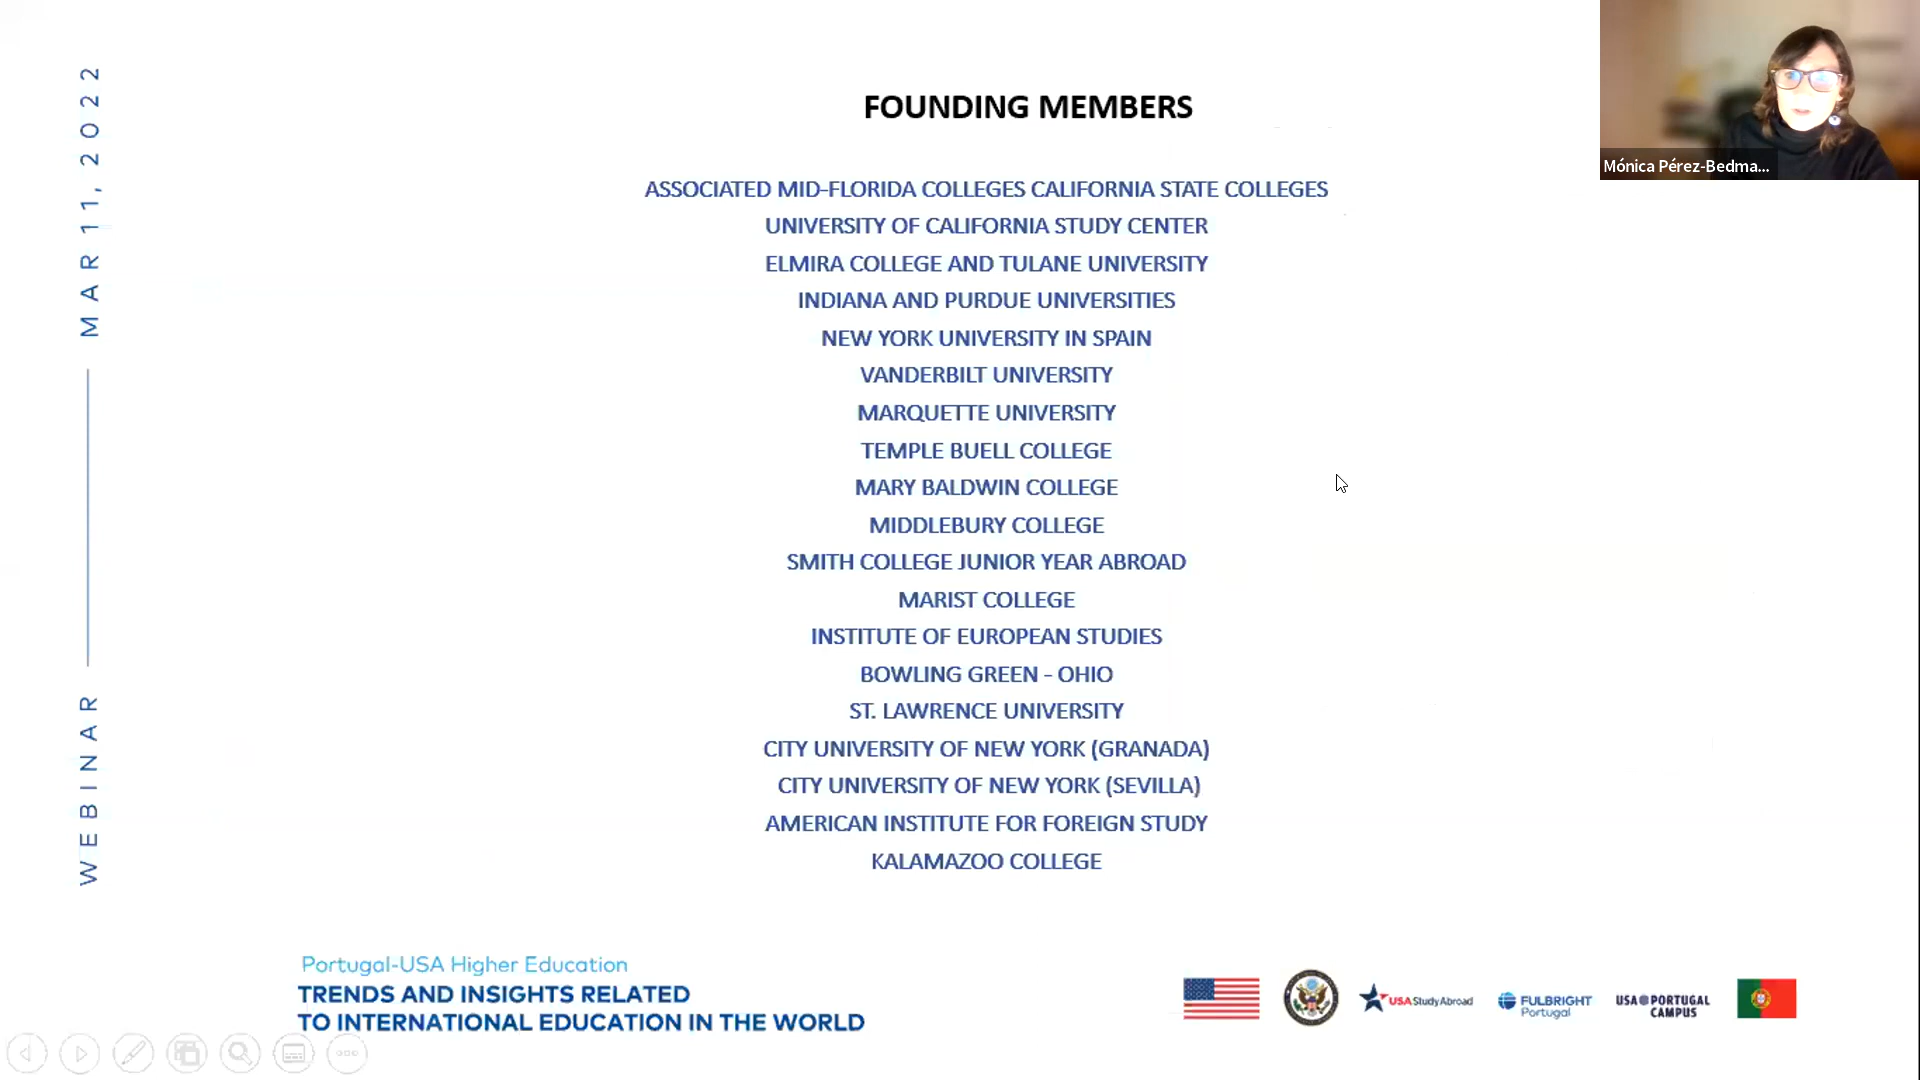 MAR 11, 2022
WEBINAR
FOUNDING MEMBERS
ASSOCIATED MID-FLORIDA COLLEGES CALIFORNIA STATE COLLEGES
UNIVERSITY OF CALIFORNIA STUDY CENTER
ELMIRA COLLEGE AND TULANE UNIVERSITY
INDIANA AND PURDUE UNIVERSITIES
NEW YORK UNIVERSITY IN SPAIN
VANDERBILT UNIVERSITY
MARQUETTE UNIVERSITY
TEMPLE BUELL COLLEGE
MARY BALDWIN COLLEGE
MIDDLEBURY COLLEGE
SMITH COLLEGE JUNIOR YEAR ABROAD
MARIST COLLEGE
INSTITUTE OF EUROPEAN STUDIES
BOWLING GREEN - OHIO
ST. LAWRENCE UNIVERSITY
CITY UNIVERSITY OF NEW YORK (GRANADA)
CITY UNIVERSITY OF NEW YORK (SEVILLA)
AMERICAN INSTITUTE FOR FOREIGN STUDY
KALAMAZOO COLLEGE
Mónica Pérez-Bedma...
Portugal-USA Higher Education
TRENDS AND INSIGHTS RELATED
TO INTERNATIONAL EDUCATION IN THE WORLD
USA StudyAbroad
FULBRIGHT
Portugal
USA PORTUGAL
CAMPUS